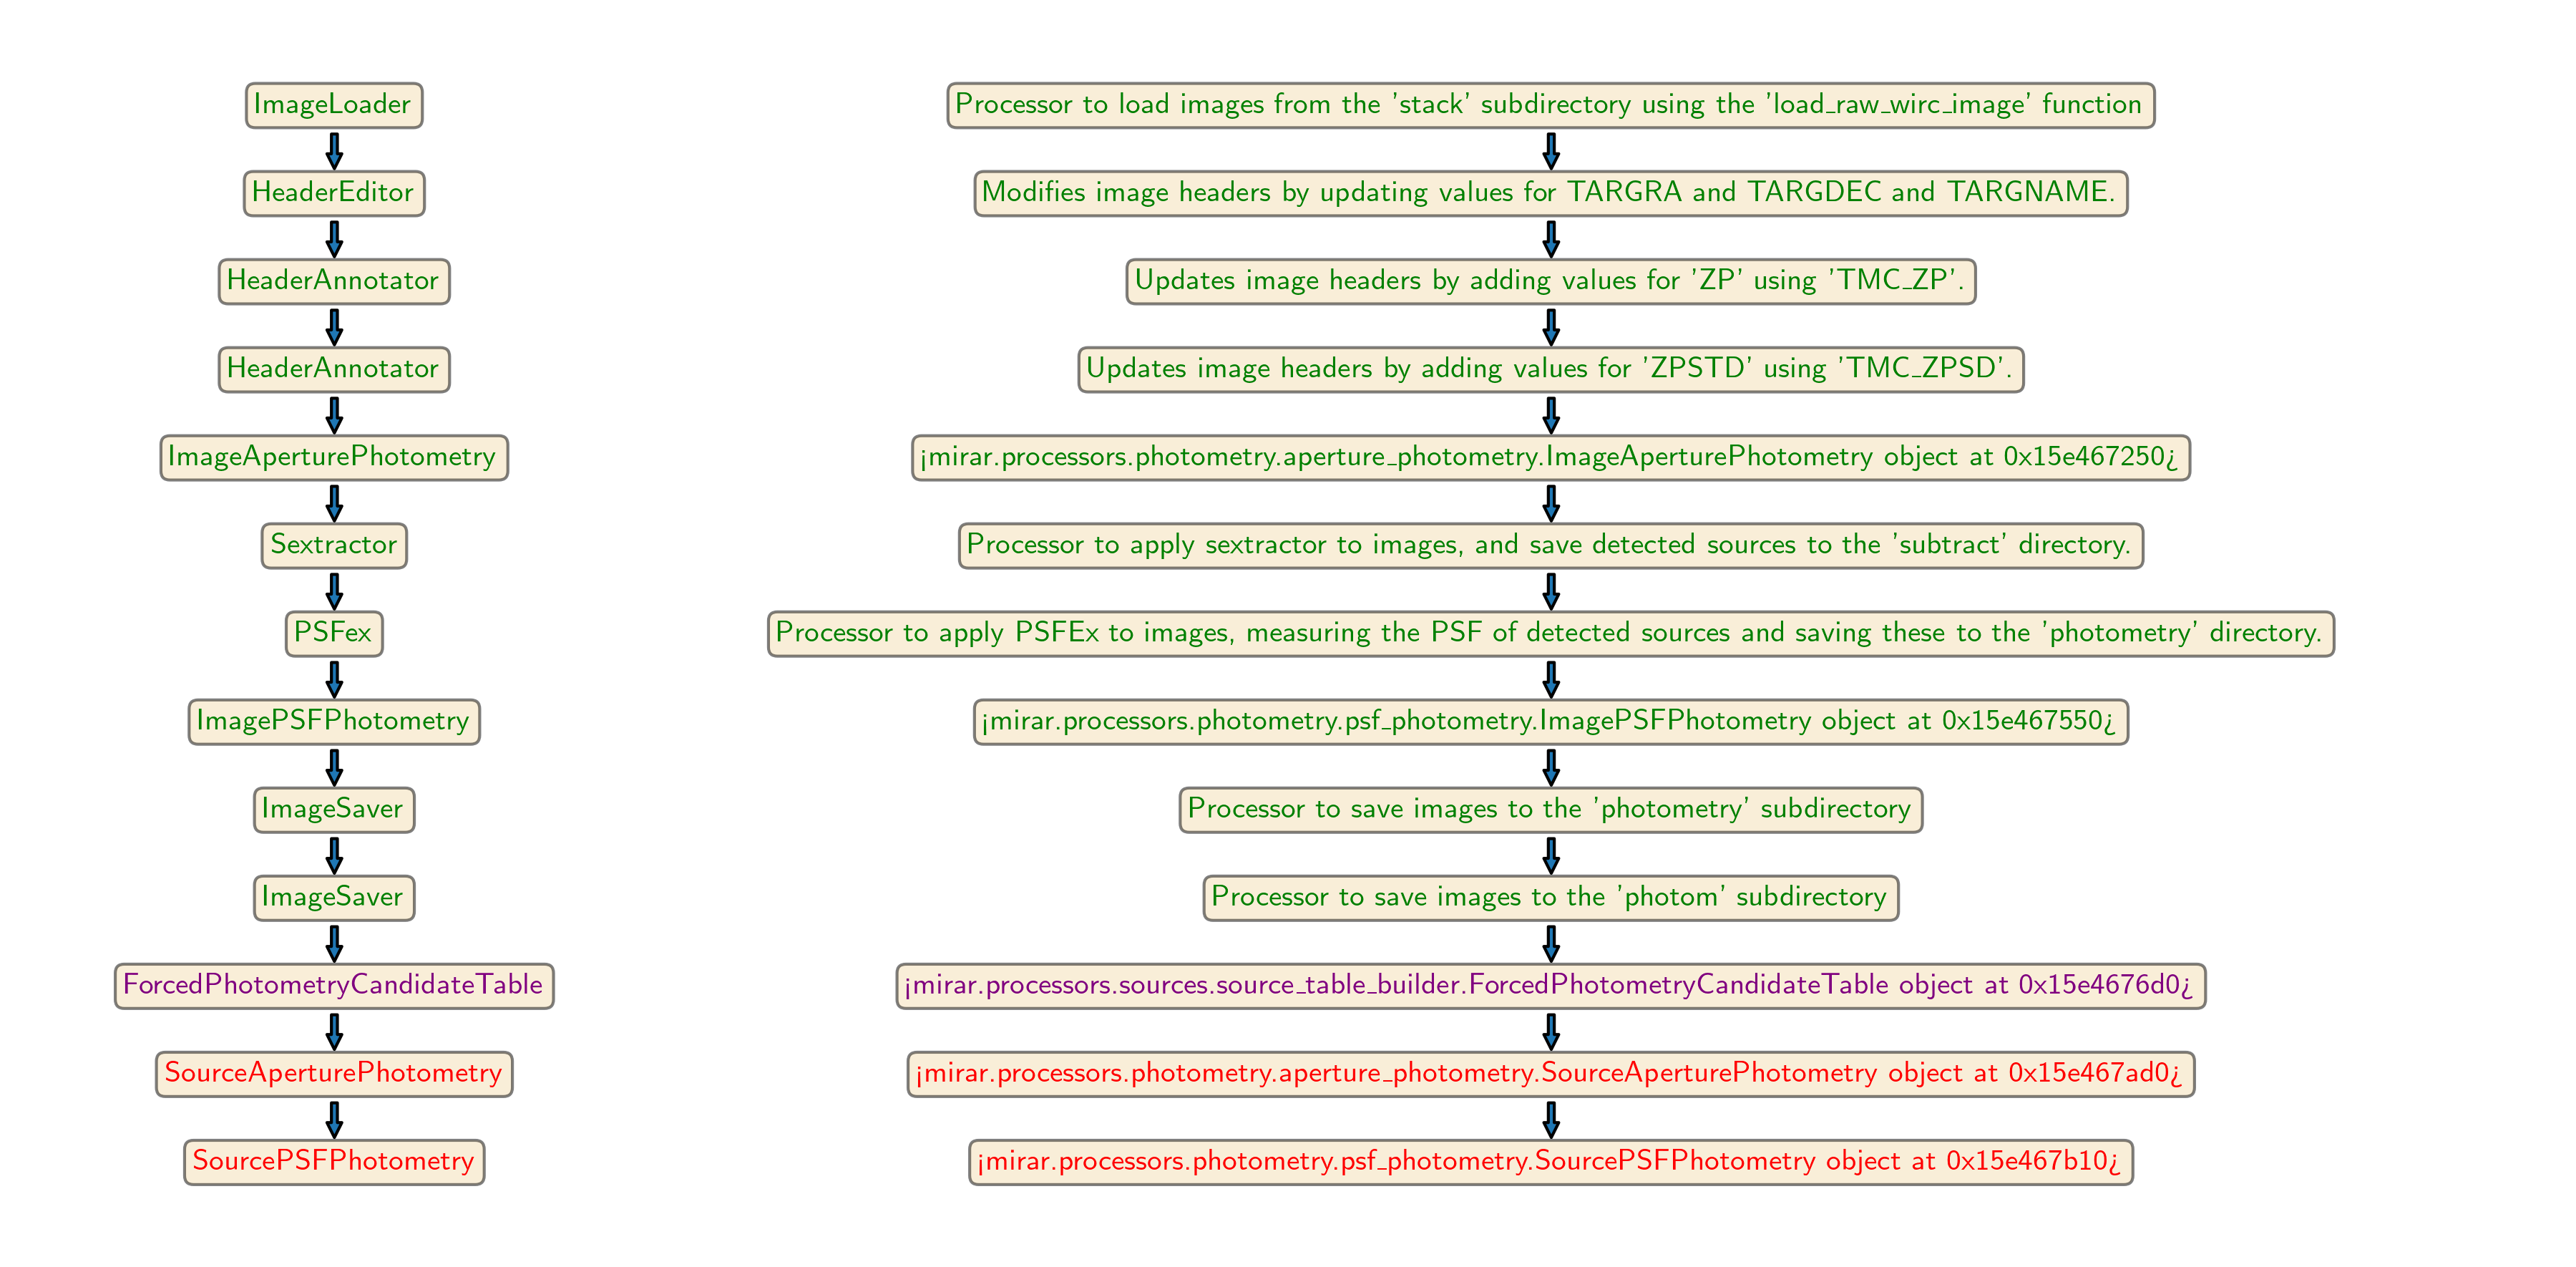 ImageLoader
Processor to load images from the 'stack' subdirectory using the 'load_raw_wirc_image' function
HeaderEditor
Modifies image headers by updating values for TARGRA and TARGDEC and TARGNAME.
HeaderAnnotator
Updates image headers by adding values for 'ZP' using 'TMC_ZP'.
HeaderAnnotator
Updates image headers by adding values for 'ZPSTD' using 'TMC_ZPSD'.
ImageAperturePhotometry
‹mirar.processors.photometry.aperture_photometry.ImageAperturePhotometry object at 0x15e467250›
Sextractor
Processor to apply sextractor to images, and save detected sources to the 'subtract' directory.
PSFex
Processor to apply PSFEx to images, measuring the PSF of detected sources and saving these to the 'photometry' directory.
ImagePSFPhotometry
‹mirar.processors.photometry.psf_photometry.ImagePSFPhotometry object at 0x15e467550›
ImageSaver
Processor to save images to the 'photometry' subdirectory
ImageSaver
Processor to save images to the 'photom' subdirectory
ForcedPhotometryCandidateTable
‹mirar.processors.sources.source_table_builder.ForcedPhotometryCandidateTable object at 0x15e4676d0›
SourceAperturePhotometry
‹mirar.processors.photometry.aperture_photometry.SourceAperturePhotometry object at 0x15e467ad0›
SourcePSFPhotometry
‹mirar.processors.photometry.psf_photometry.SourcePSFPhotometry object at 0x15e467b10›